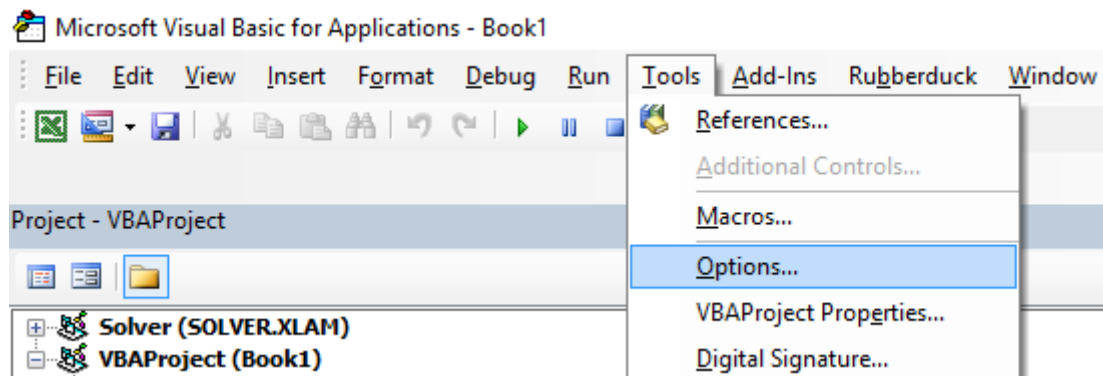 Microsoft Visual Basic for Applications - Book1
File Edit View Insert Format Debug Run Tools Add-Ins Rubberduck Window
References...
Additional Controls...
Project - VBAProject
Macros...
Options...
VBAProject Properties...
Solver (SOLVER.XLAM)
VBAProject (Book1)
Digital Signature...